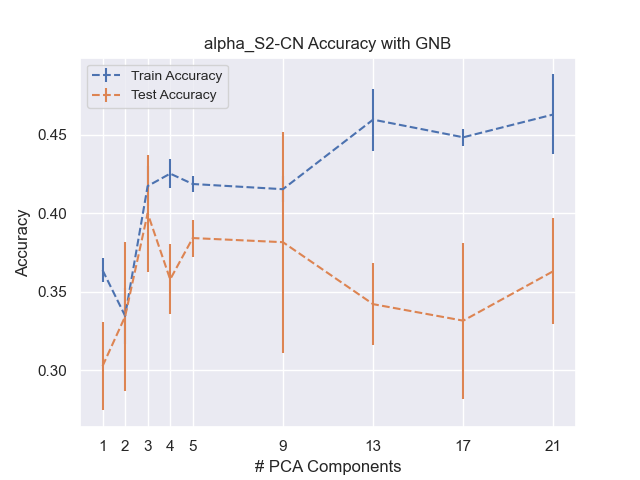 alpha_S2-CN Accuracy with GNB
Train Accuracy
Test Accuracy
0.45
0.40
0.35
0.30
Accuracy
1 2 3 4 5 9 13 17 21
# PCA Components